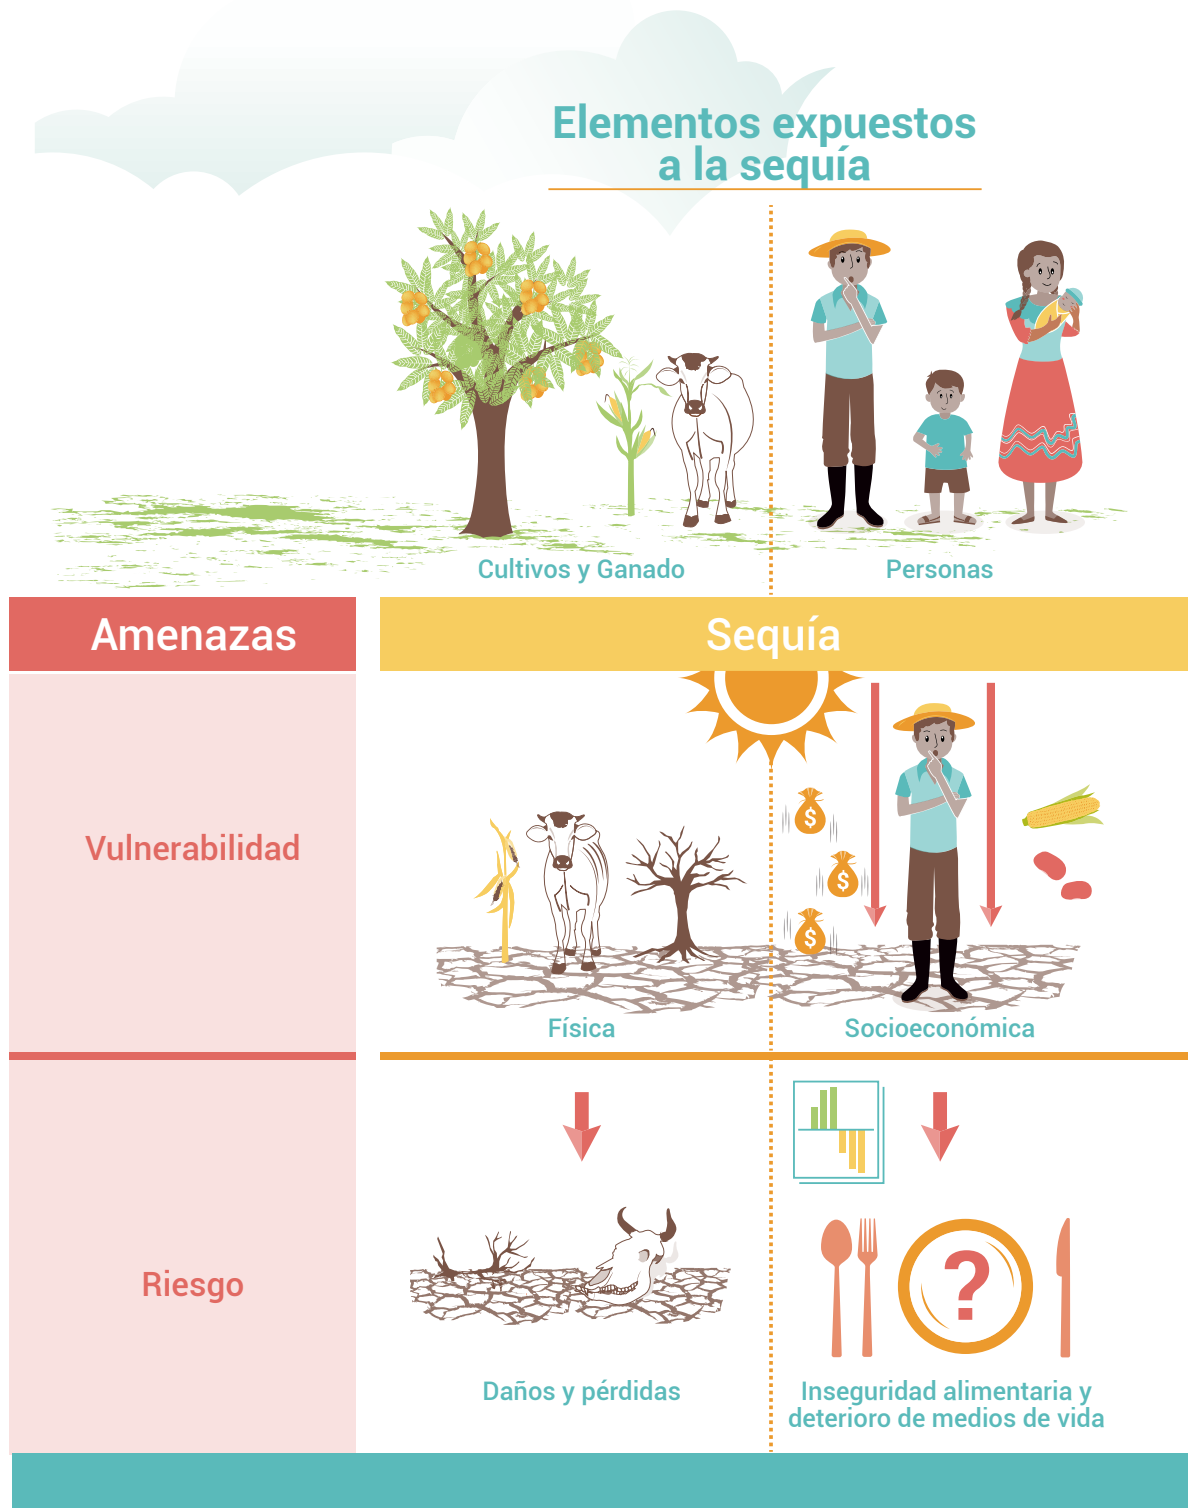 Elementos expuestos
a la sequía
Cultivos y Ganado
Personas
Amenazas
Sequía
Vulnerabilidad
$
$
$
Física
Socioeconómica
Riesgo
?
Daños y pérdidas
Inseguridad alimentaria y
deterioro de medios de vida